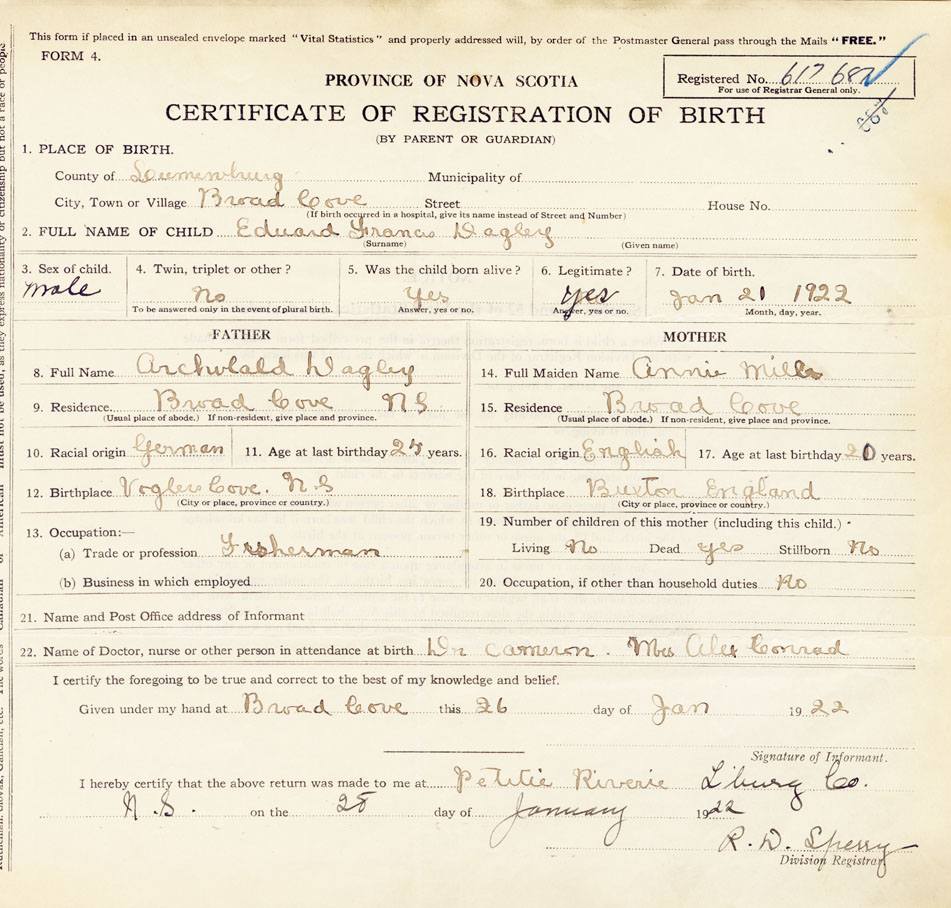 This form if placed in an unsealed envelope marked "Vital Statistics" and properly addressed will, by order of the Postmaster General pass through the Mails "FREE."
FORM 4.
PROVINCE OF NOVA SCOTIA
Registered No. 617 682
For use of Registrar General only.
CERTIFICATE OF REGISTRATION OF BIRTH
(BY PARENT OR GUARDIAN)
1. PLACE OF BIRTH.
County of Luenenburg Municipality of
City, Town or Village Broad Cove Street House No.
(If birth occurred in a hospital, give its name instead of Street and Number)
2. FULL NAME OF CHILD Eduard Francis Dagley
(Surname) (Given name)
3. Sex of child. 4. Twin, triplet or other? 5. Was the child born alive? 6. Legitimate? 7. Date of birth.
male No Yes yes Jan 21 1922
To be answered only in the event of plural birth. Answer, yes or no. Answer, yes or no. Month, day, year.
FATHER MOTHER
8. Full Name Archibald Dagley 14. Full Maiden Name Annie Mills
9. Residence Broad Cove N S 15. Residence Broad Cove
(Usual place of abode.) If non-resident, give place and province. (Usual place of abode.) If non-resident, give place and province.
10. Racial origin German 11. Age at last birthday years. 16. Racial origin English 17. Age at last birthday 20 years.
12. Birthplace Voglers Cove. N S 18. Birthplace Buxton England
(City or place, province or country.) (City or place, province or country.)
13. Occupation:— 19. Number of children of this mother (including this child.)
(a) Trade or profession Fisherman Living No Dead yes Stillborn No
(b) Business in which employed 20. Occupation, if other than household duties No
21. Name and Post Office address of Informant
22. Name of Doctor, nurse or other person in attendance at birth Dr Cameron. Mrs Alex Conrad
I certify the foregoing to be true and correct to the best of my knowledge and belief.
Given under my hand at Broad Cove this 26 day of Jan 1922
Signature of Informant.
I hereby certify that the above return was made to me at Petitie Riverie L'burg Co.
N. S. on the 28 day of January 1922
R. D. Sperry
Division Registrar